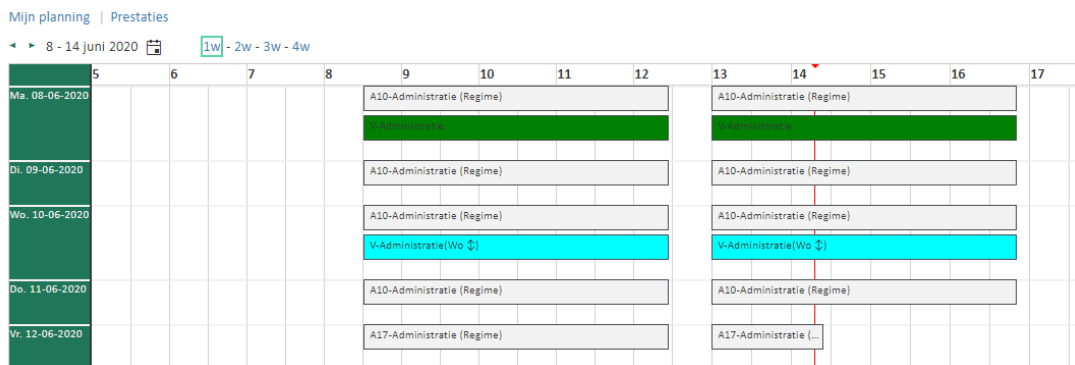 Mijn planning | Prestaties
8 - 14 juni 2020 1w - 2w - 3w - 4w
5 6 7 8 9 10 11 12 13 14 15 16 17
Ma. 08-06-2020 A10-Administratie (Regime) A10-Administratie (Regime)
V-Administratie V-Administratie
Di. 09-06-2020 A10-Administratie (Regime) A10-Administratie (Regime)
Wo. 10-06-2020 A10-Administratie (Regime) A10-Administratie (Regime)
V-Administratie(Wo ↕) V-Administratie(Wo ↕)
Do. 11-06-2020 A10-Administratie (Regime) A10-Administratie (Regime)
Vr. 12-06-2020 A17-Administratie (Regime) A17-Administratie (...